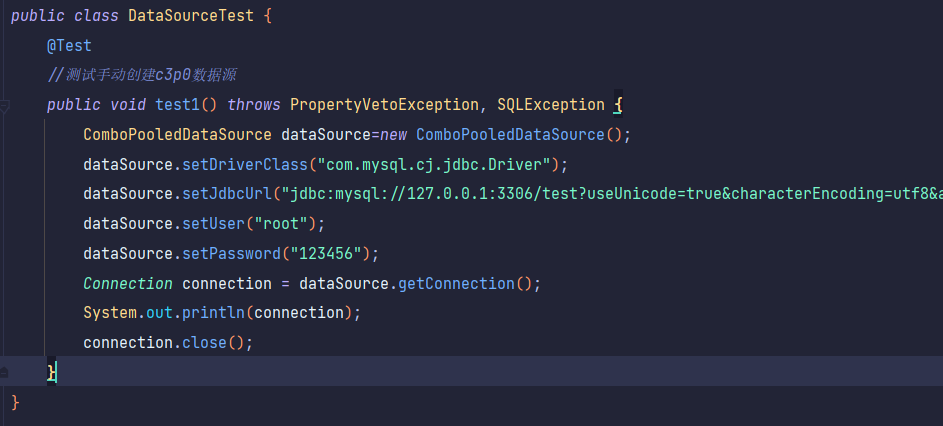 public class DataSourceTest {
@Test
//测试手动创建c3p0数据源
public void test1() throws PropertyVetoException, SQLException {
ComboPooledDataSource dataSource=new ComboPooledDataSource();
dataSource.setDriverClass("com.mysql.cj.jdbc.Driver");
dataSource.setJdbcUrl("jdbc:mysql://127.0.0.1:3306/test?useUnicode=true&characterEncoding=utf8&a
dataSource.setUser("root");
dataSource.setPassword("123456");
Connection connection = dataSource.getConnection();
System.out.println(connection);
connection.close();
}
}